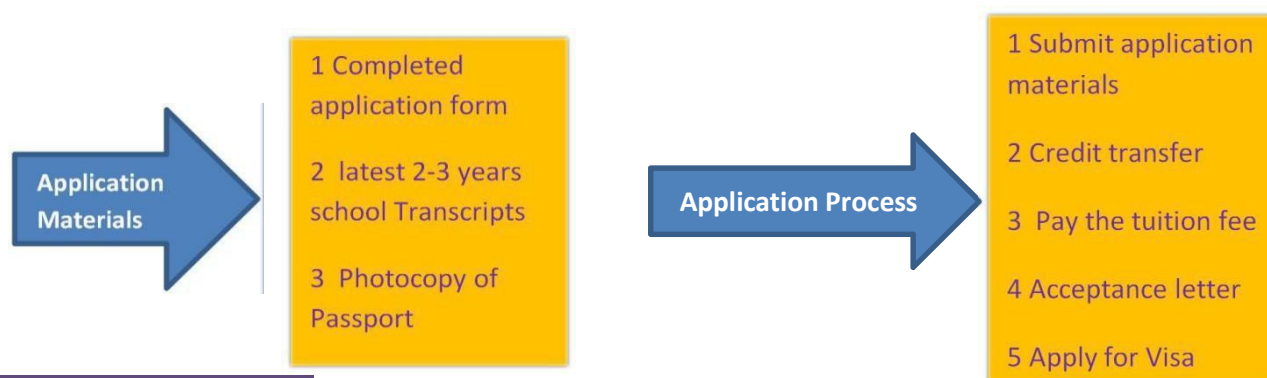 Application
Materials
1 Completed
application form
2 latest 2-3 years
school Transcripts
3 Photocopy of
Passport
Application Process
1 Submit application
materials
2 Credit transfer
3 Pay the tuition fee
4 Acceptance letter
5 Apply for Visa